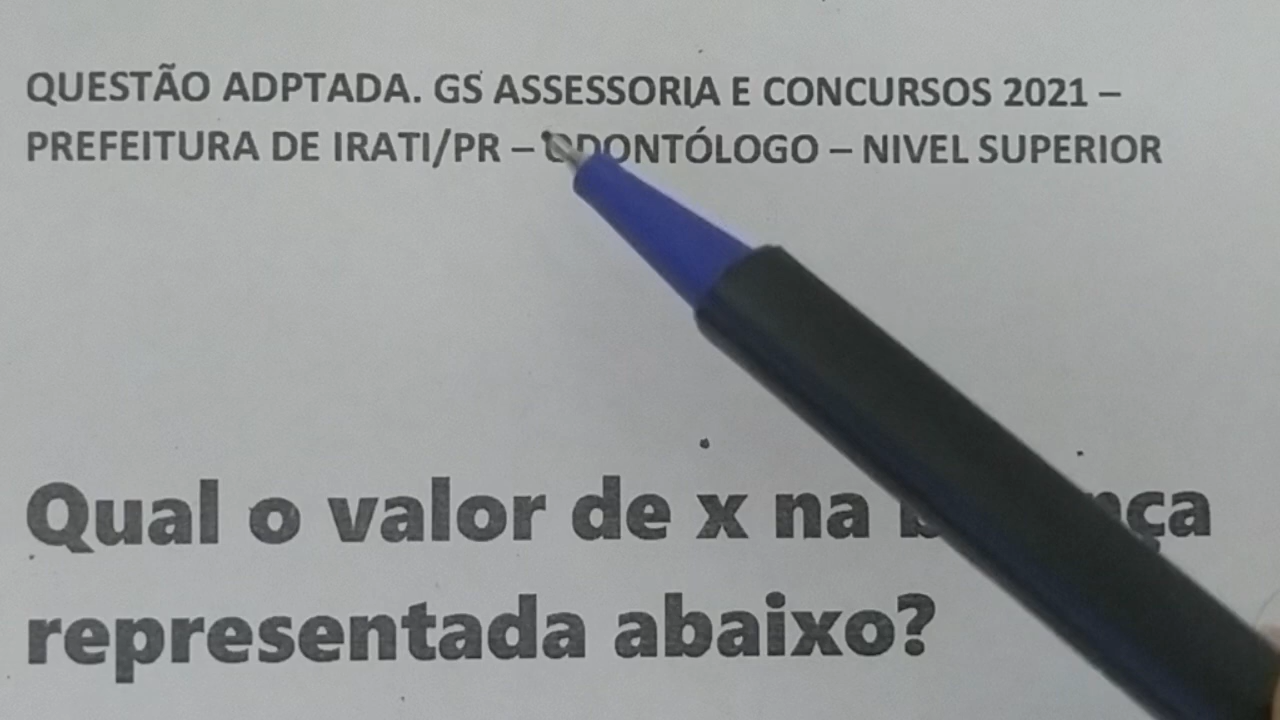 QUESTÃO ADPTADA. GS ASSESSORIA E CONCURSOS 2021 –
PREFEITURA DE IRATI/PR – ODONTÓLOGO – NIVEL SUPERIOR
Qual o valor de x na
representada abaixo?